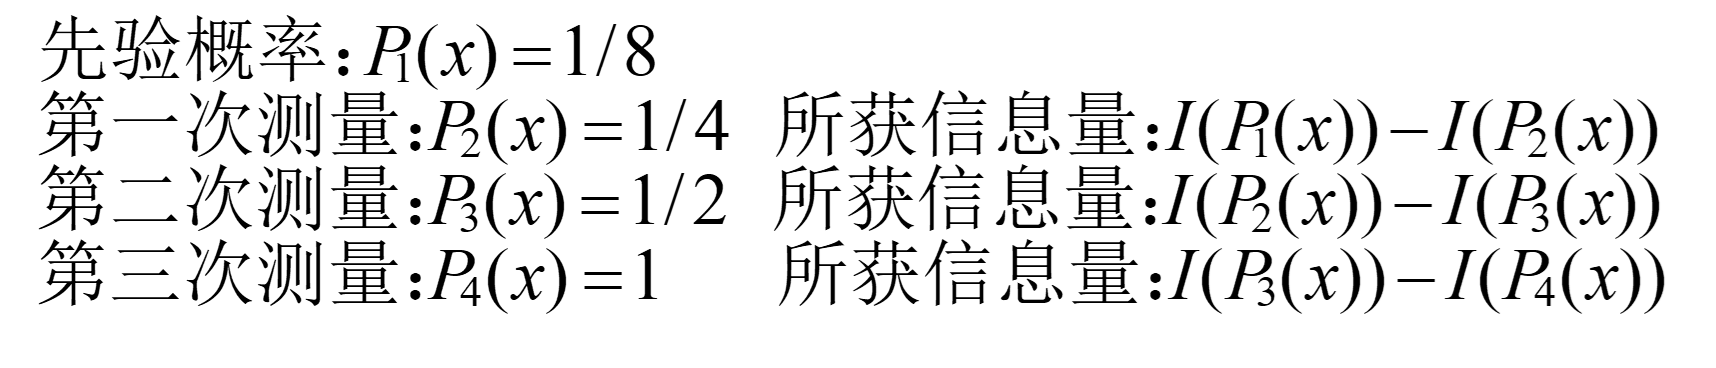 先验概率:P₁(x)=1/8
第一次测量:P₂(x)=1/4 所获信息量:I(P₁(x))−I(P₂(x))
第二次测量:P₃(x)=1/2 所获信息量:I(P₂(x))−I(P₃(x))
第三次测量:P₄(x)=1 所获信息量:I(P₃(x))−I(P₄(x))